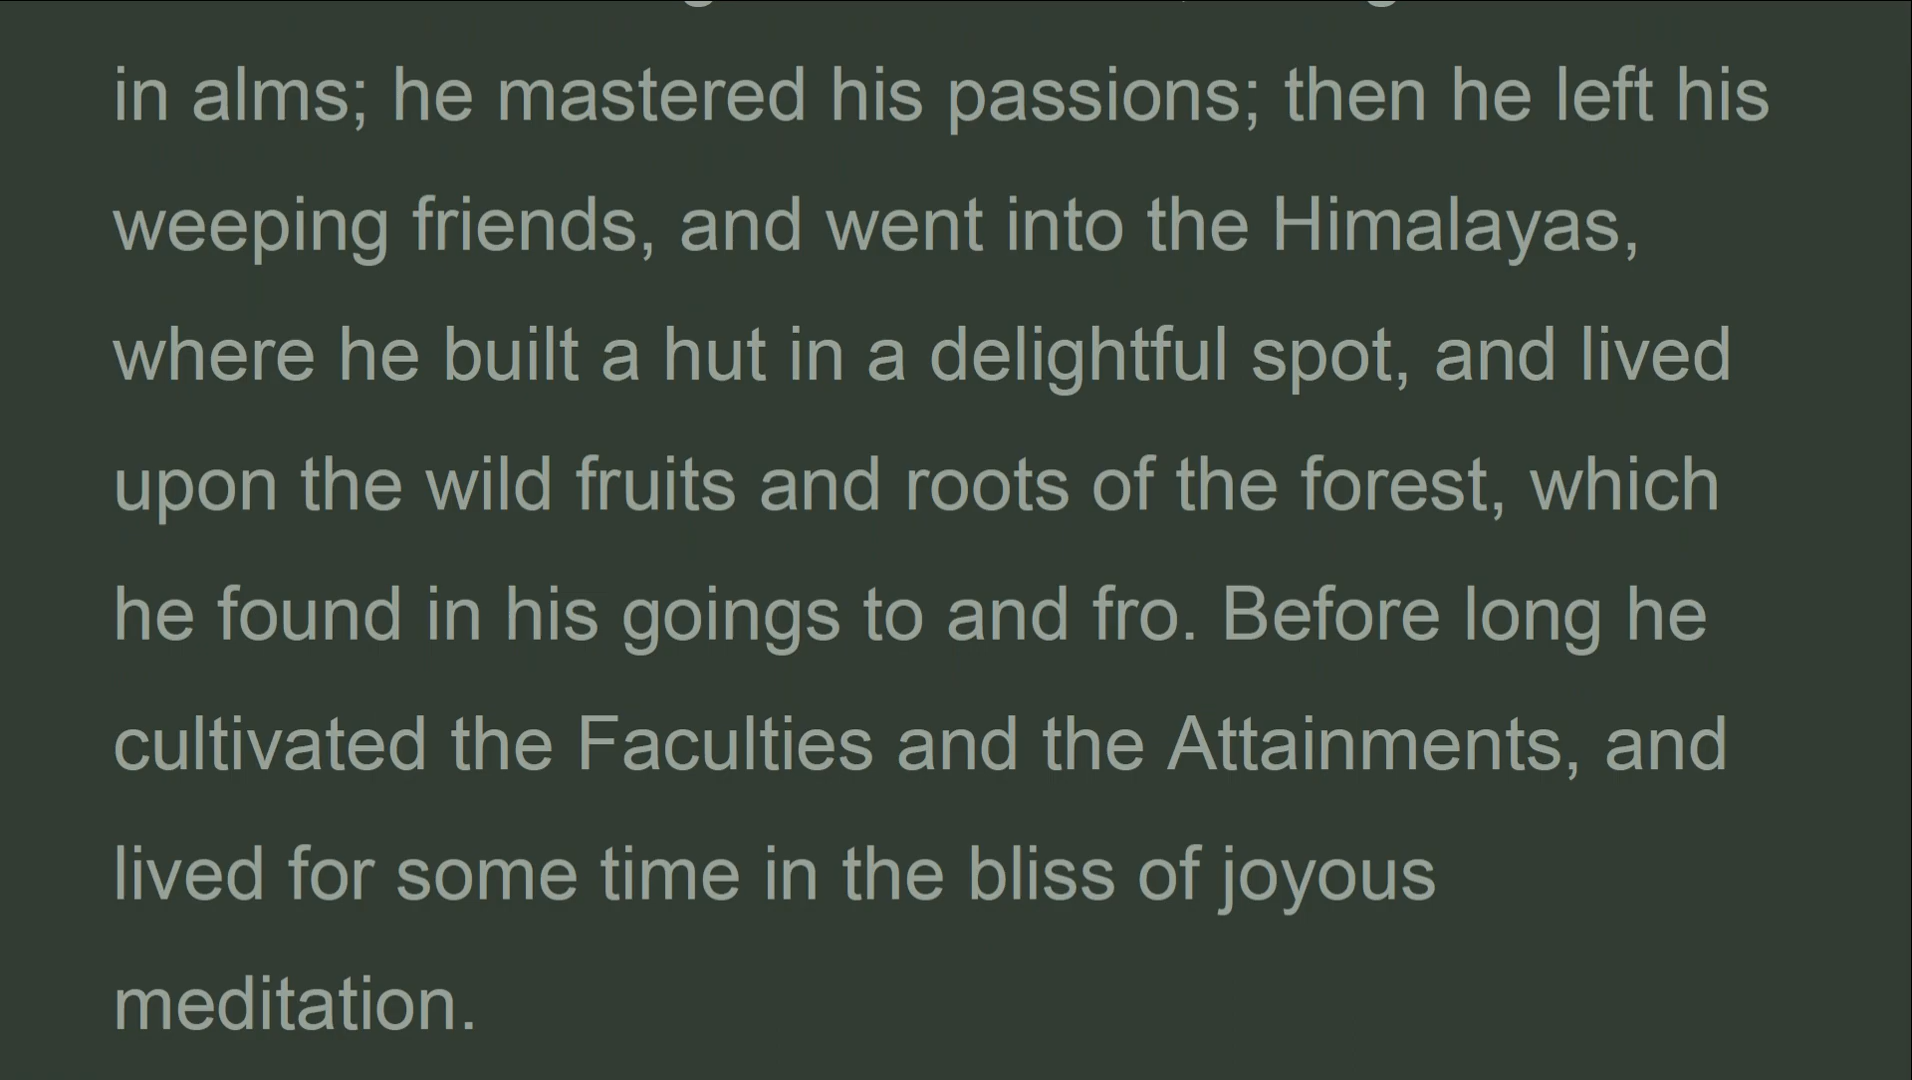 in alms; he mastered his passions; then he left his
weeping friends, and went into the Himalayas,
where he built a hut in a delightful spot, and lived
upon the wild fruits and roots of the forest, which
he found in his goings to and fro. Before long he
cultivated the Faculties and the Attainments, and
lived for some time in the bliss of joyous
meditation.